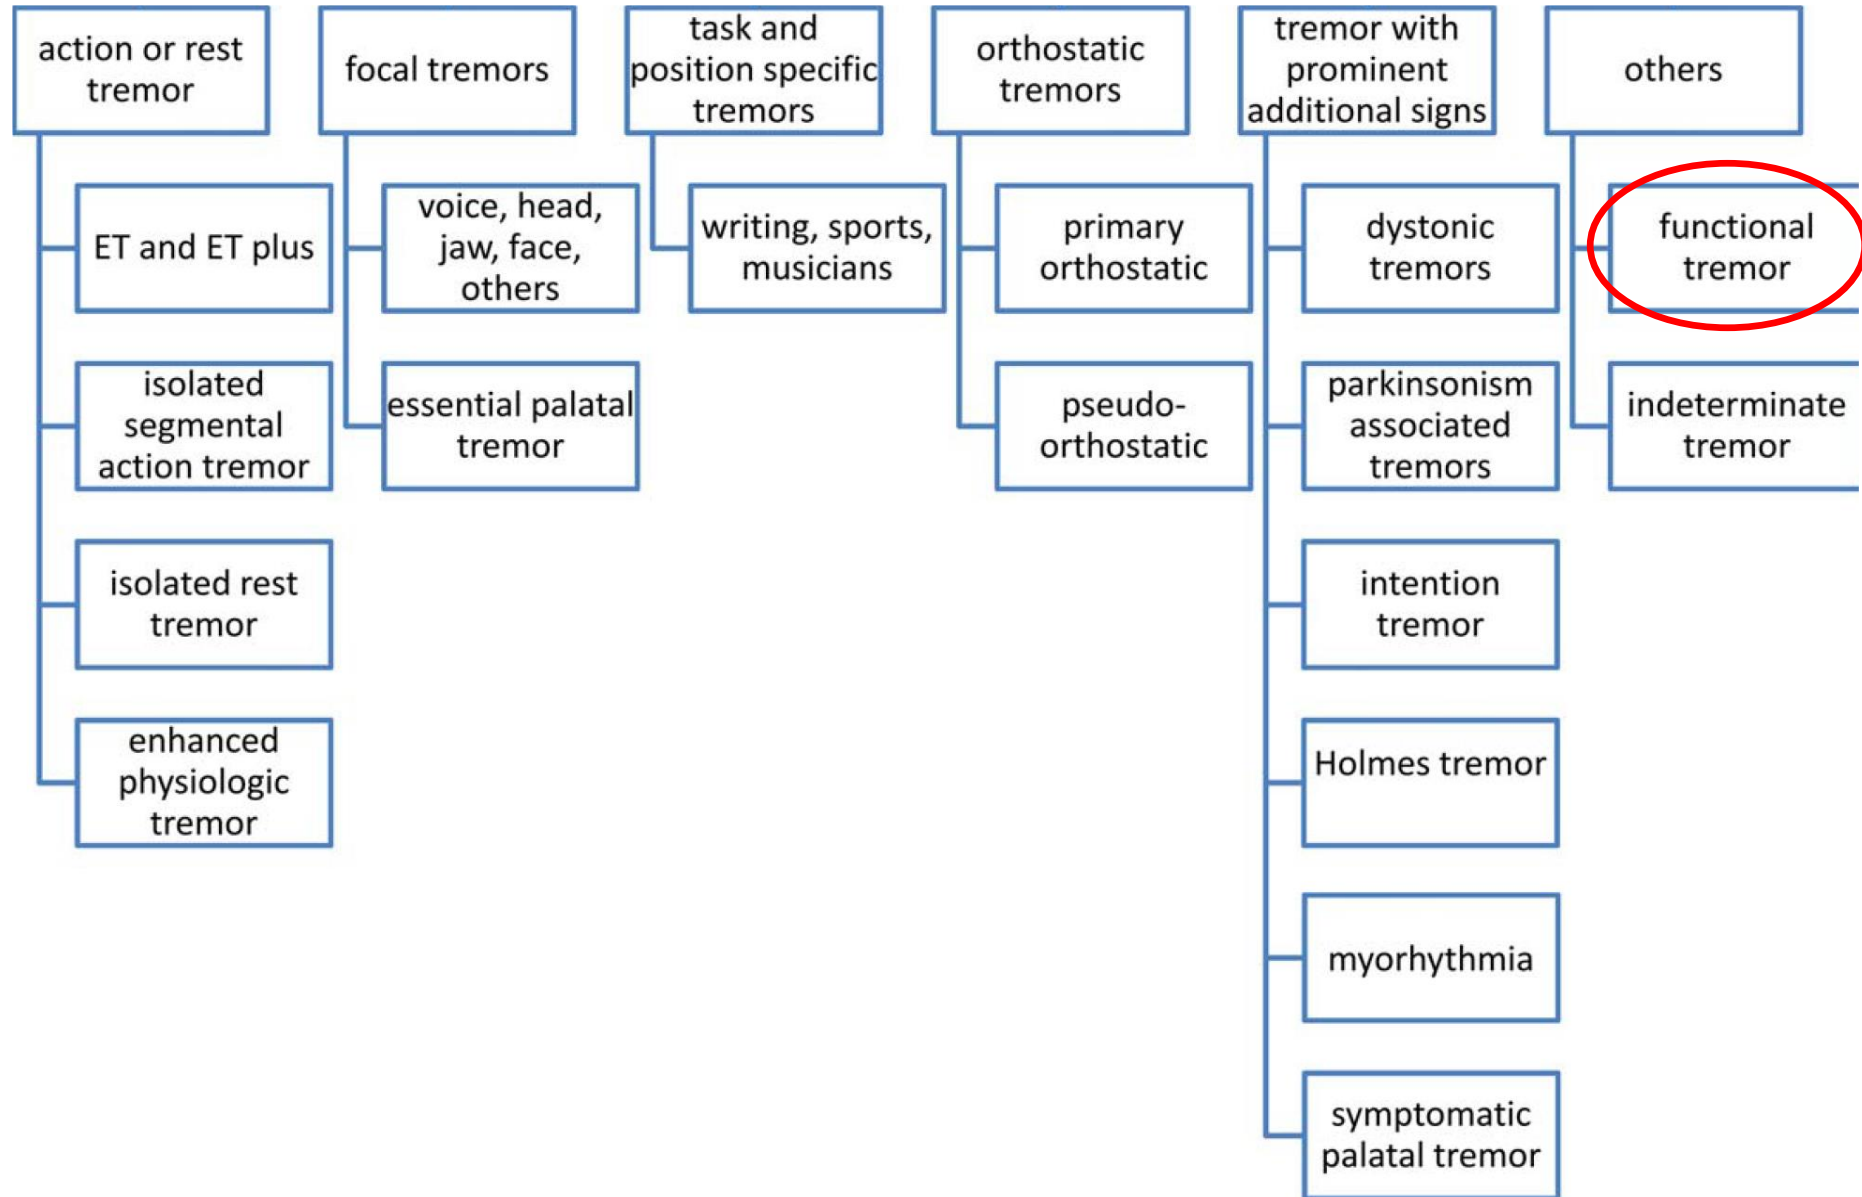 action or rest
tremor
ET and ET plus
isolated
segmental
action tremor
isolated rest
tremor
enhanced
physiologic
tremor
focal tremors
voice, head,
jaw, face,
others
essential palatal
tremor
task and
position specific
tremors
writing, sports,
musicians
orthostatic
tremors
primary
orthostatic
pseudo-
orthostatic
tremor with
prominent
additional signs
dystonic
tremors
parkinsonism
associated
tremors
intention
tremor
Holmes tremor
myorhythmia
symptomatic
palatal tremor
others
functional
tremor
indeterminate
tremor